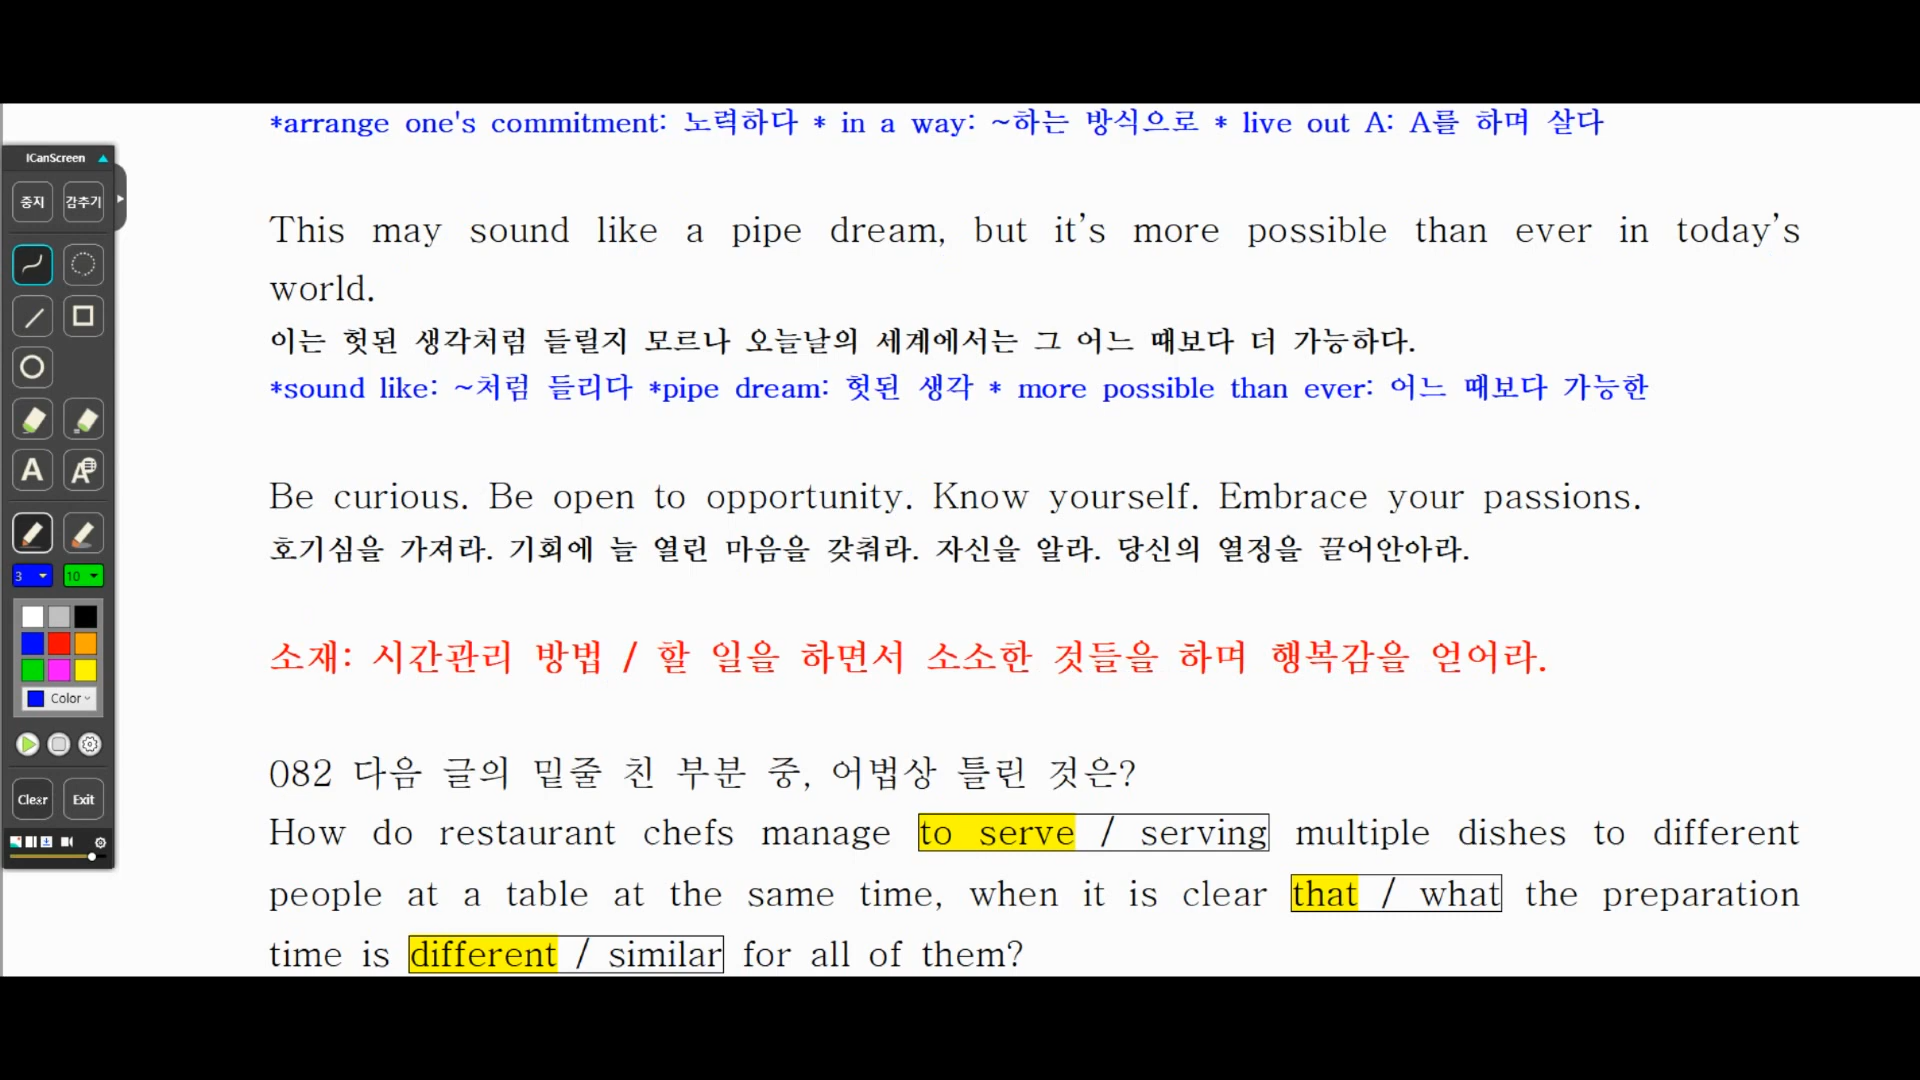 *arrange one's commitment: 노력하다 * in a way: ~하는 방식으로 * live out A: A를 하며 살다
This may sound like a pipe dream, but it’s more possible than ever in today’s
world.
이는 헛된 생각처럼 들릴지 모르나 오늘날의 세계에서는 그 어느 때보다 더 가능하다.
*sound like: ~처럼 들리다 *pipe dream: 헛된 생각 * more possible than ever: 어느 때보다 가능한
Be curious. Be open to opportunity. Know yourself. Embrace your passions.
호기심을 가져라. 기회에 늘 열린 마음을 갖춰라. 자신을 알라. 당신의 열정을 끌어안아라.
소재: 시간관리 방법 / 할 일을 하면서 소소한 것들을 하며 행복감을 얻어라.
082 다음 글의 밑줄 친 부분 중, 어법상 틀린 것은?
How do restaurant chefs manage to serve / serving multiple dishes to different
people at a table at the same time, when it is clear that / what the preparation
time is different / similar for all of them?
ICanScreen
중지 감추기
A A
3 10
Color
Clear Exit